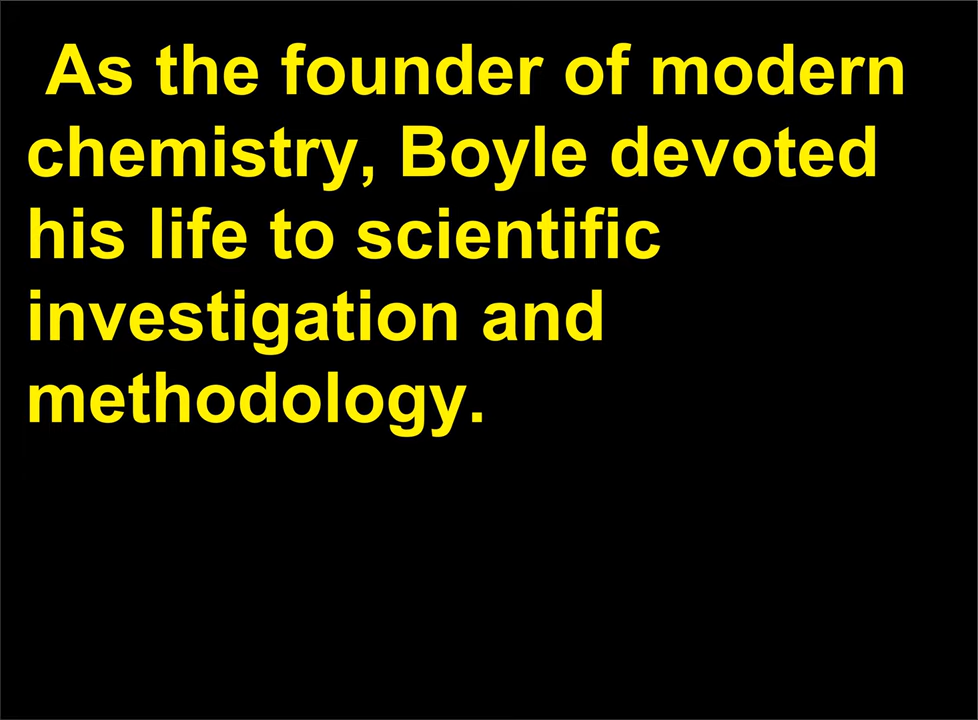 As the founder of modern
chemistry, Boyle devoted
his life to scientific
investigation and
methodology.